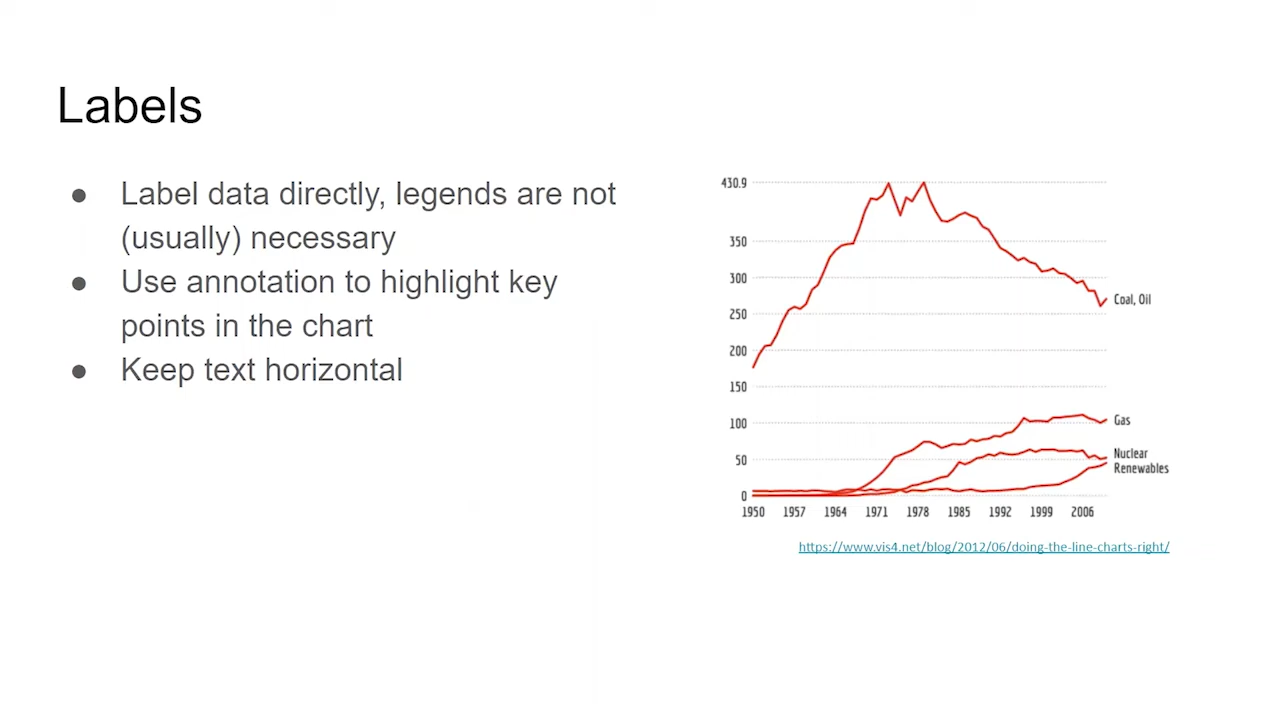 Labels
● Label data directly, legends are not
(usually) necessary
● Use annotation to highlight key
points in the chart
● Keep text horizontal
430.9
350
300
250
200
150
100
50
0
Coal, Oil
Gas
Nuclear
Renewables
1950 1957 1964 1971 1978 1985 1992 1999 2006
https://www.vis4.net/blog/2012/06/doing-the-line-charts-right/